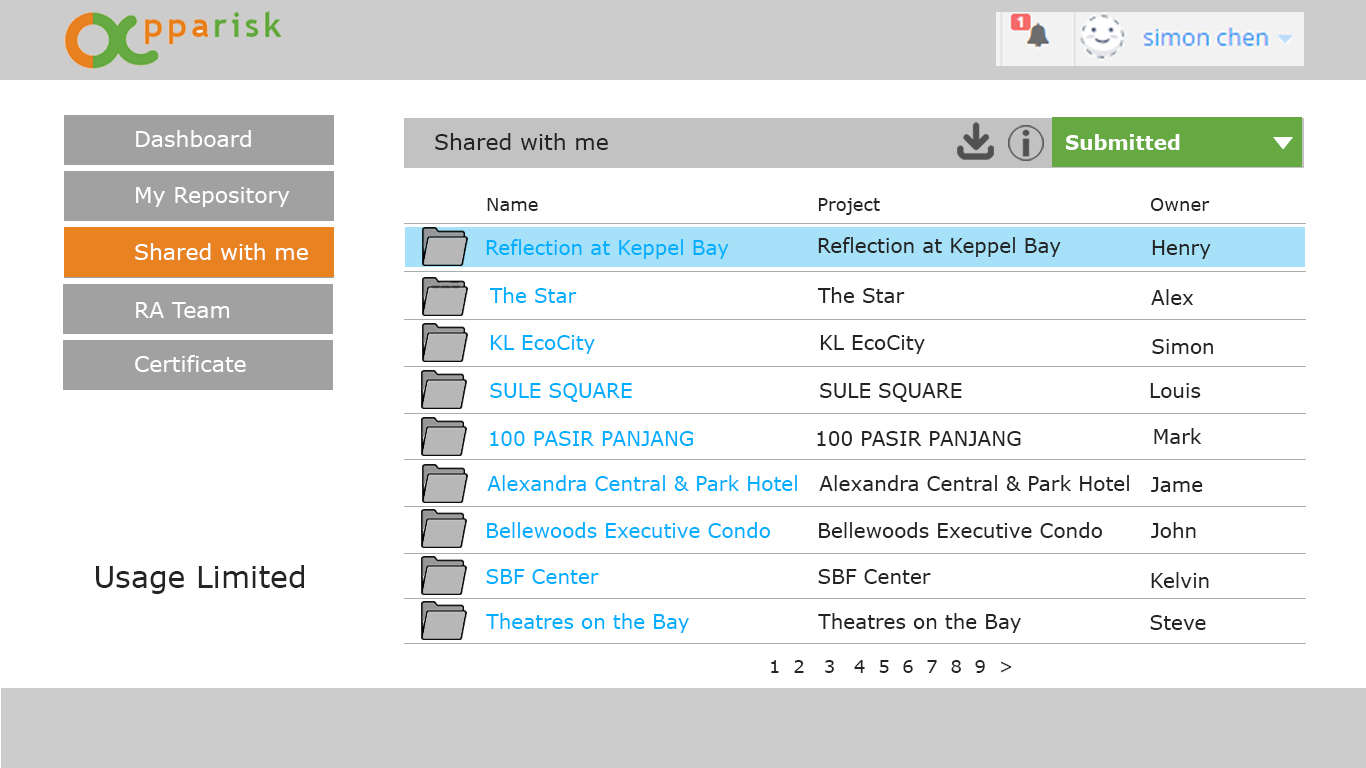 pparisk
1
simon chen
Dashboard
My Repository
Shared with me
RA Team
Certificate
Usage Limited
Shared with me
Submitted
Name Project Owner
Reflection at Keppel Bay Reflection at Keppel Bay Henry
The Star The Star Alex
KL EcoCity KL EcoCity Simon
SULE SQUARE SULE SQUARE Louis
100 PASIR PANJANG 100 PASIR PANJANG Mark
Alexandra Central & Park Hotel Alexandra Central & Park Hotel Jame
Bellewoods Executive Condo Bellewoods Executive Condo John
SBF Center SBF Center Kelvin
Theatres on the Bay Theatres on the Bay Steve
1 2 3 4 5 6 7 8 9 >